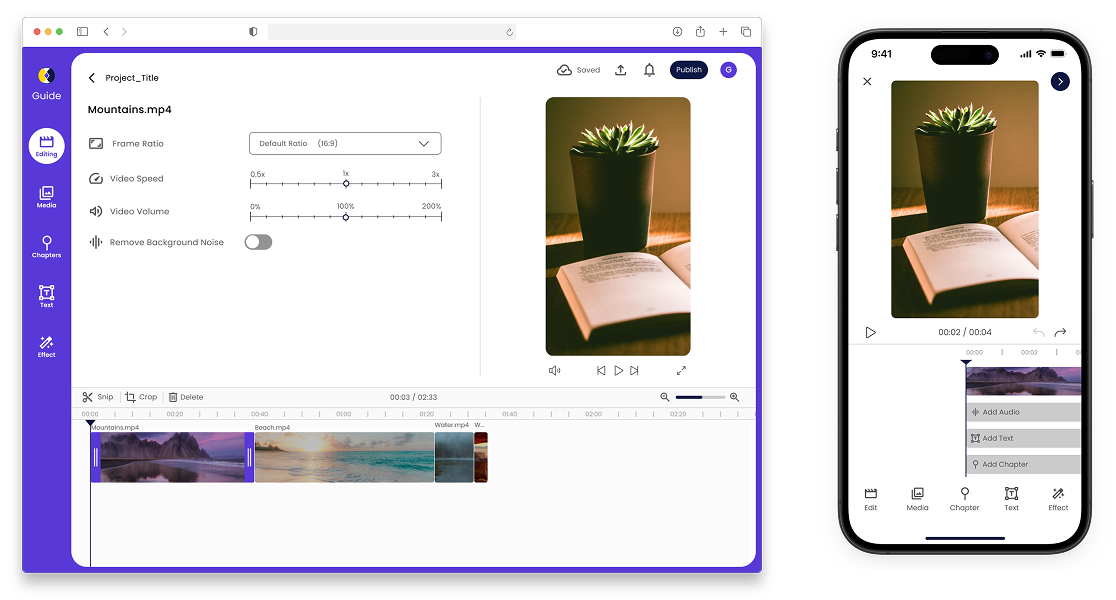 Project_Title
Saved
Publish
G
Guide
Mountains.mp4
Editing
Media
Chapters
Text
Effect
Frame Ratio
Default Ratio (16:9)
Video Speed
0.5x 1x 3x
Video Volume
0% 100% 200%
Remove Background Noise
Snip Crop Delete
00:03 / 02:33
00:00 00:20 00:40 01:00 01:20 01:40 02:00 02:20
Mountains.mp4
Beach.mp4
Water.mp4
W...
9:41
00:02 / 00:04
00:00 00:02
Add Audio
Add Text
Add Chapter
Edit
Media
Chapter
Text
Effect